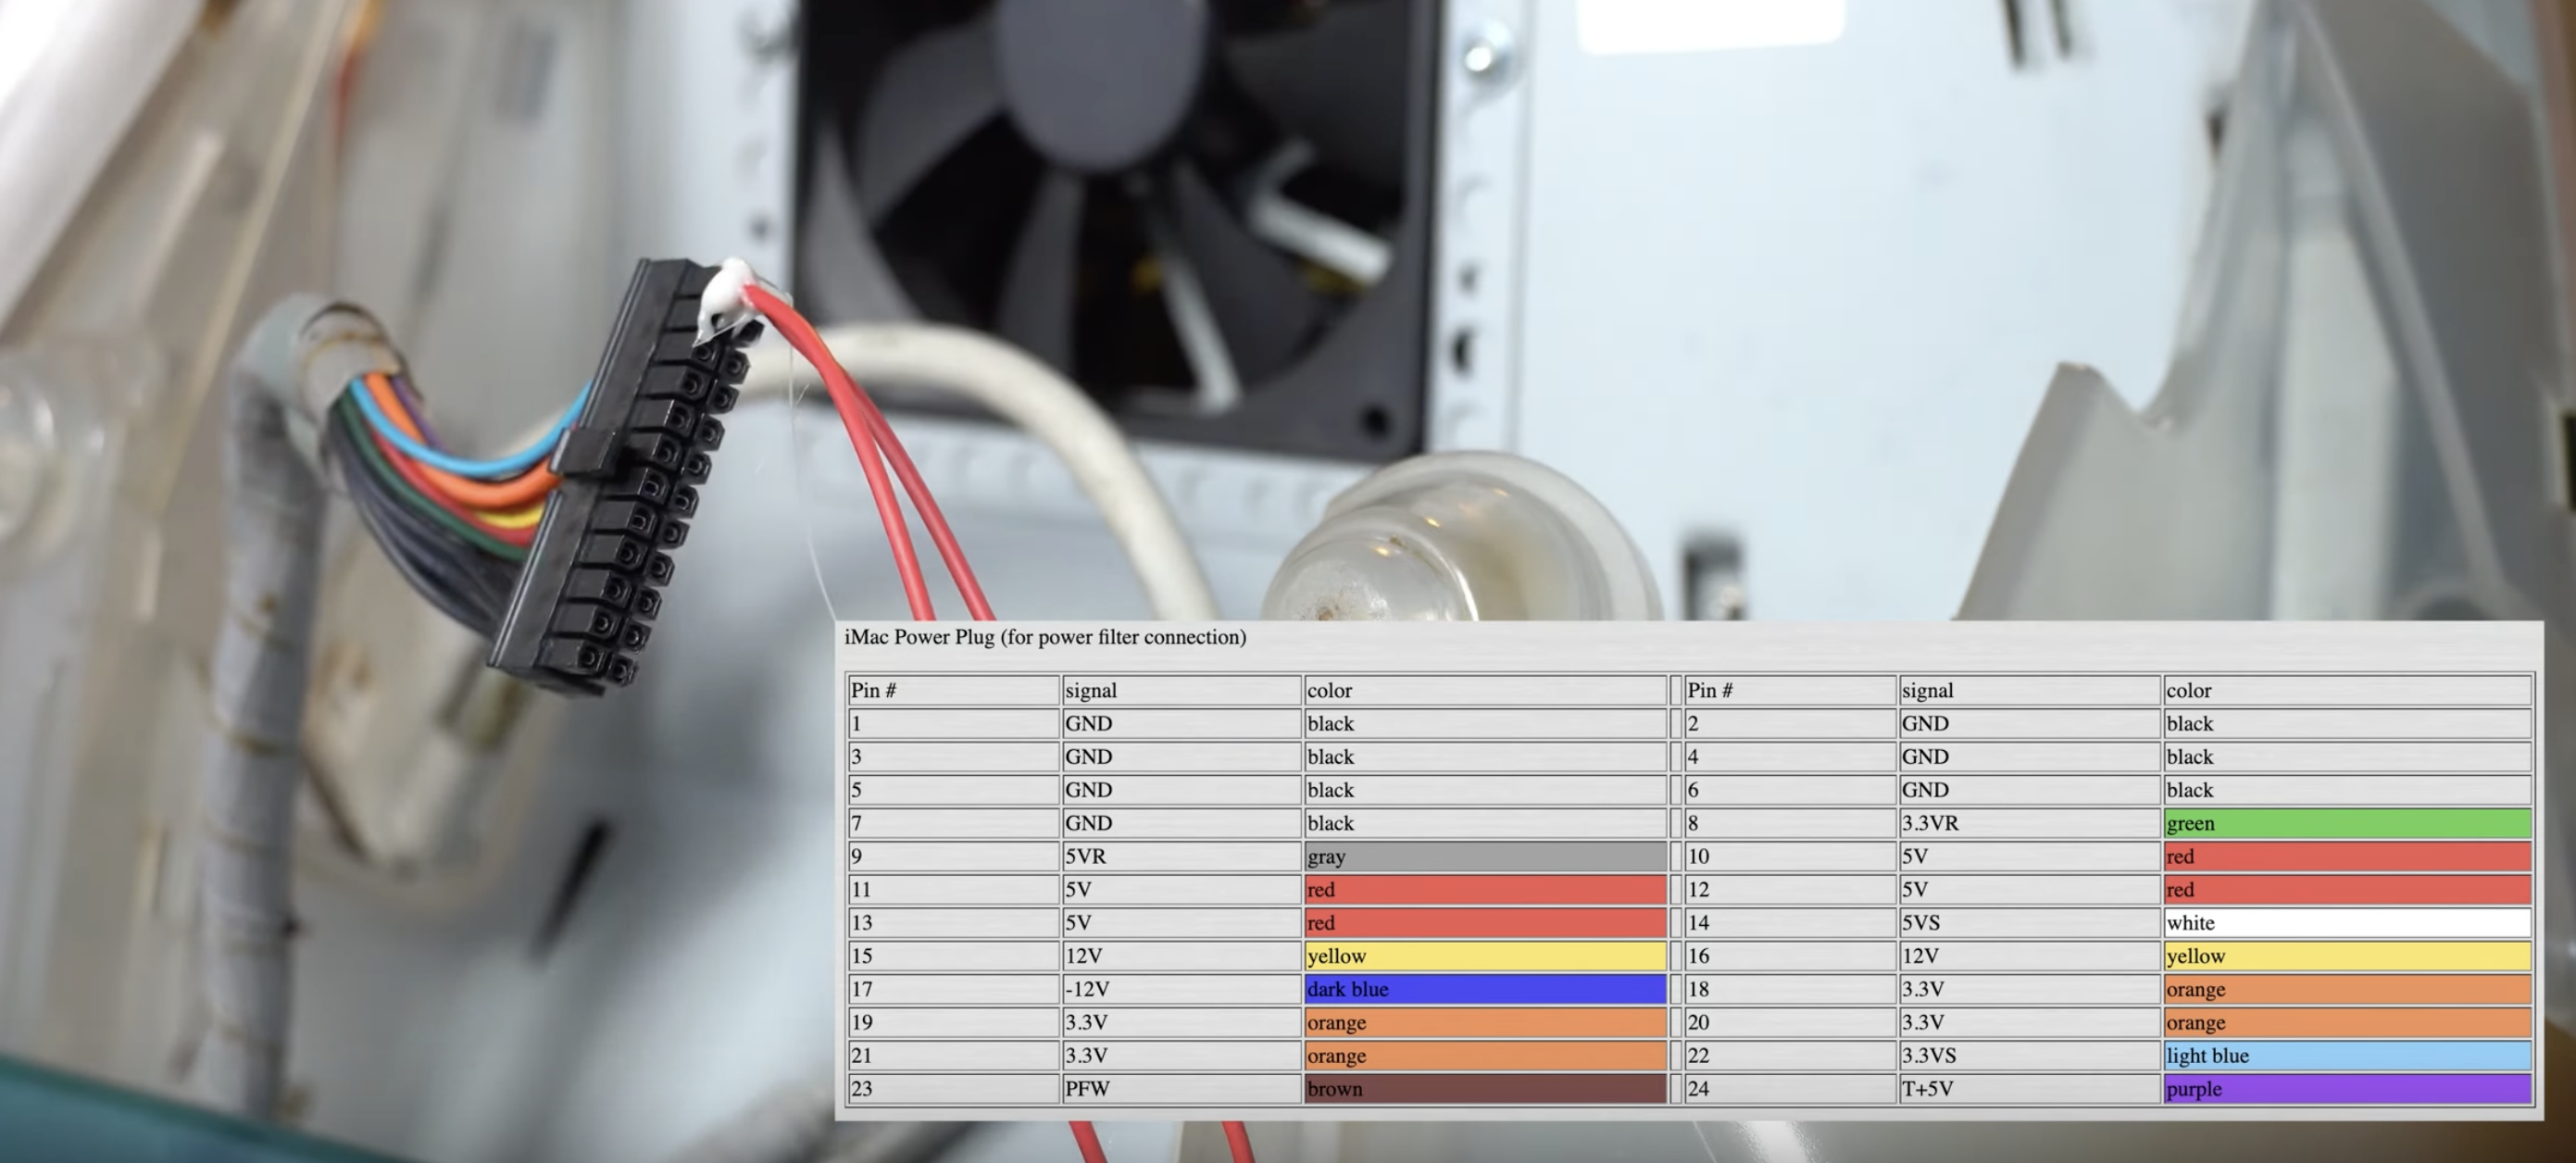 iMac Power Plug (for power filter connection)
Pin # signal color Pin # signal color
1 GND black 2 GND black
3 GND black 4 GND black
5 GND black 6 GND black
7 GND black 8 3.3VR green
9 5VR gray 10 5V red
11 5V red 12 5V red
13 5V red 14 5VS white
15 12V yellow 16 12V yellow
17 -12V dark blue 18 3.3V orange
19 3.3V orange 20 3.3V orange
21 3.3V orange 22 3.3VS light blue
23 PFW brown 24 T+5V purple